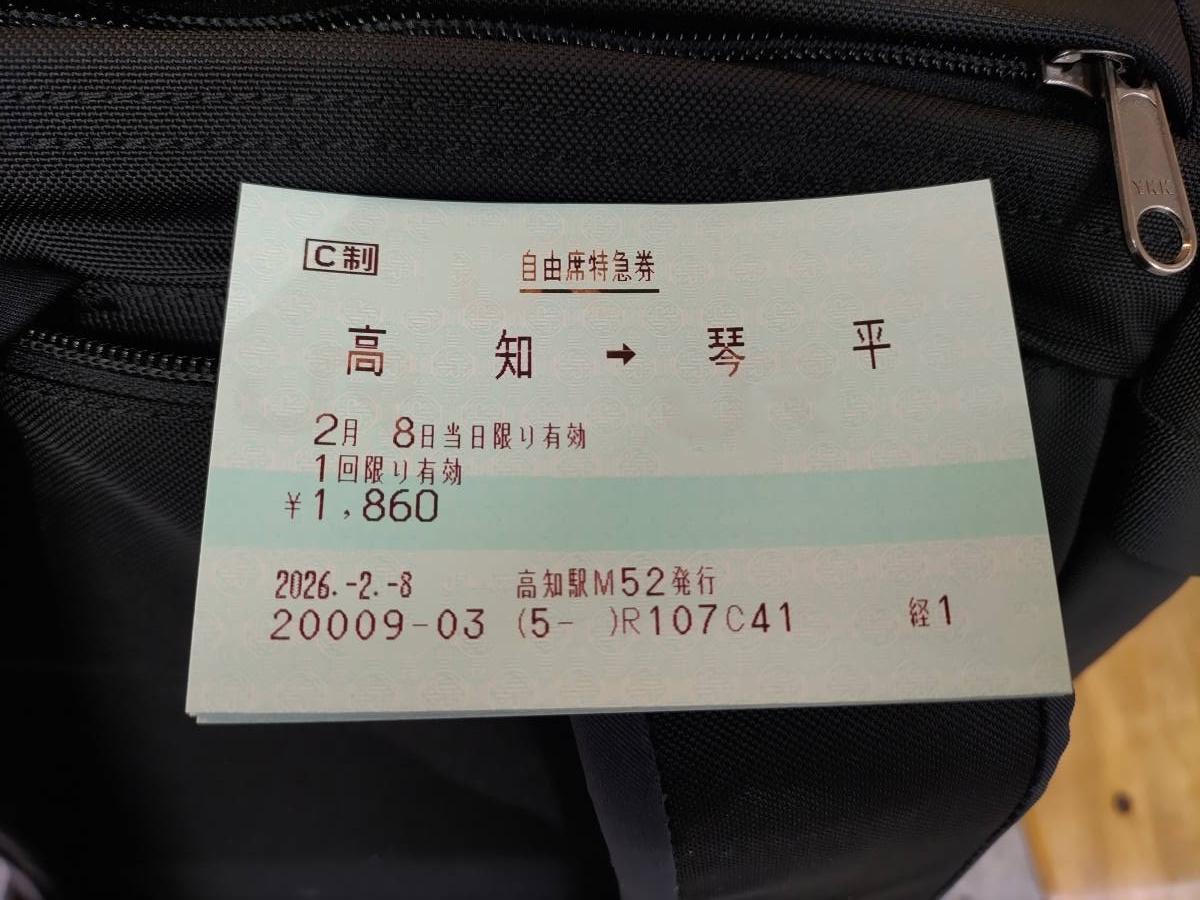 YKK
C制
自由席特急券
高知→琴平
2月 8日当日限り有効
1回限り有効
¥1,860
2026.-2.-8 高知駅M52発行
20009-03 (5- )R107C41 経1